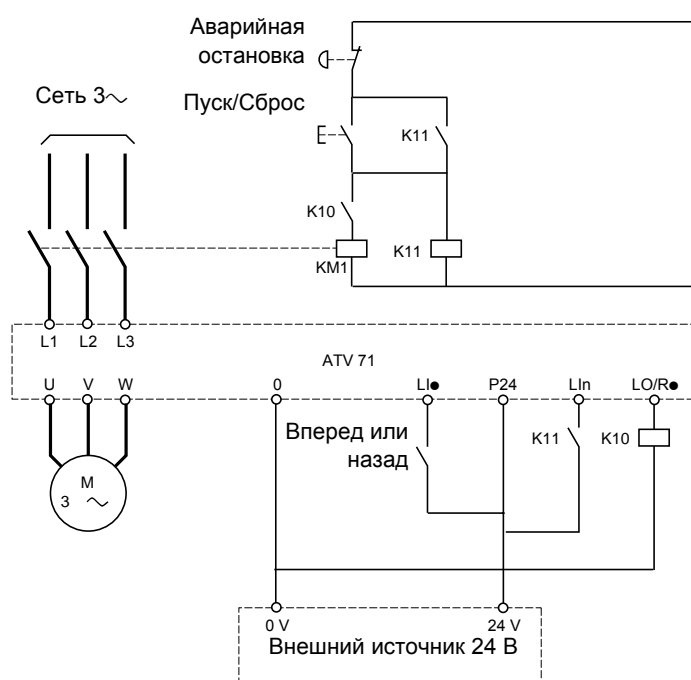 Аварийная
остановка
Сеть 3~
Пуск/Сброс
K11
K10
KM1
K11
L1 L2 L3
ATV 71
U V W 0 LI● P24 LIn LO/R●
Вперед или
назад
K11
K10
M
3 ~
0 V
24 V
Внешний источник 24 В